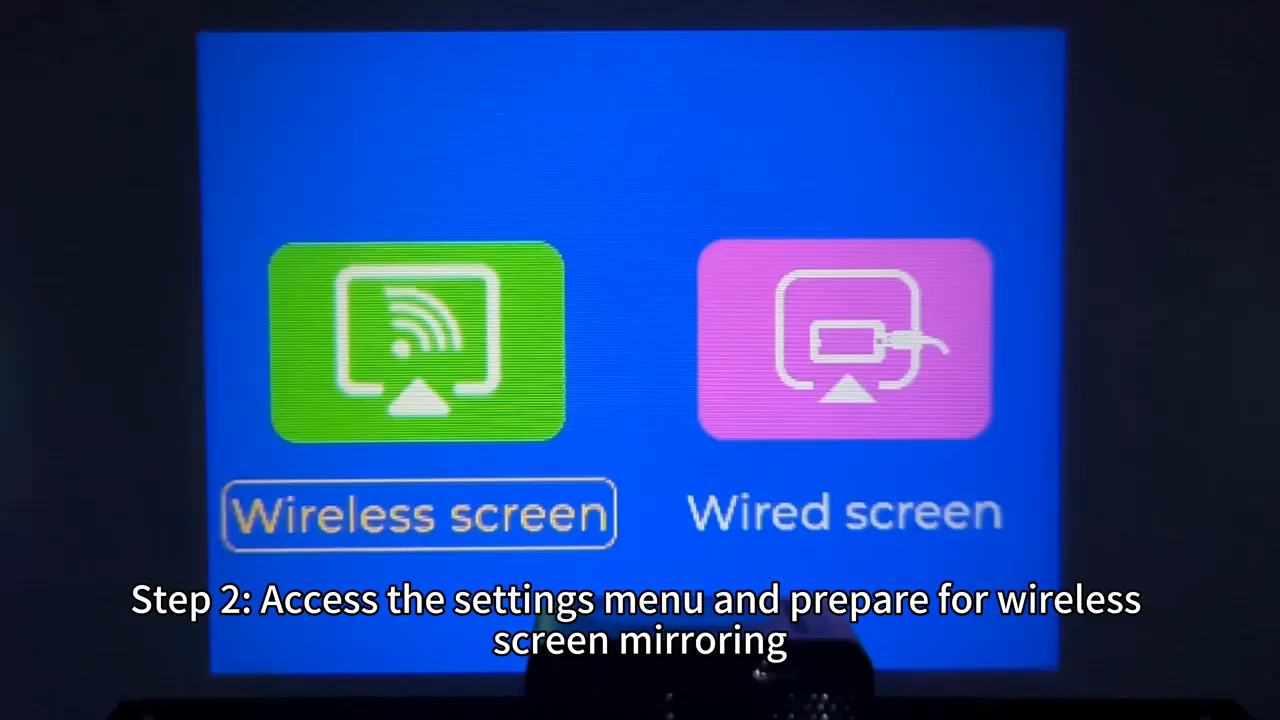 Wireless screen
Wired screen
Step 2: Access the settings menu and prepare for wireless
screen mirroring